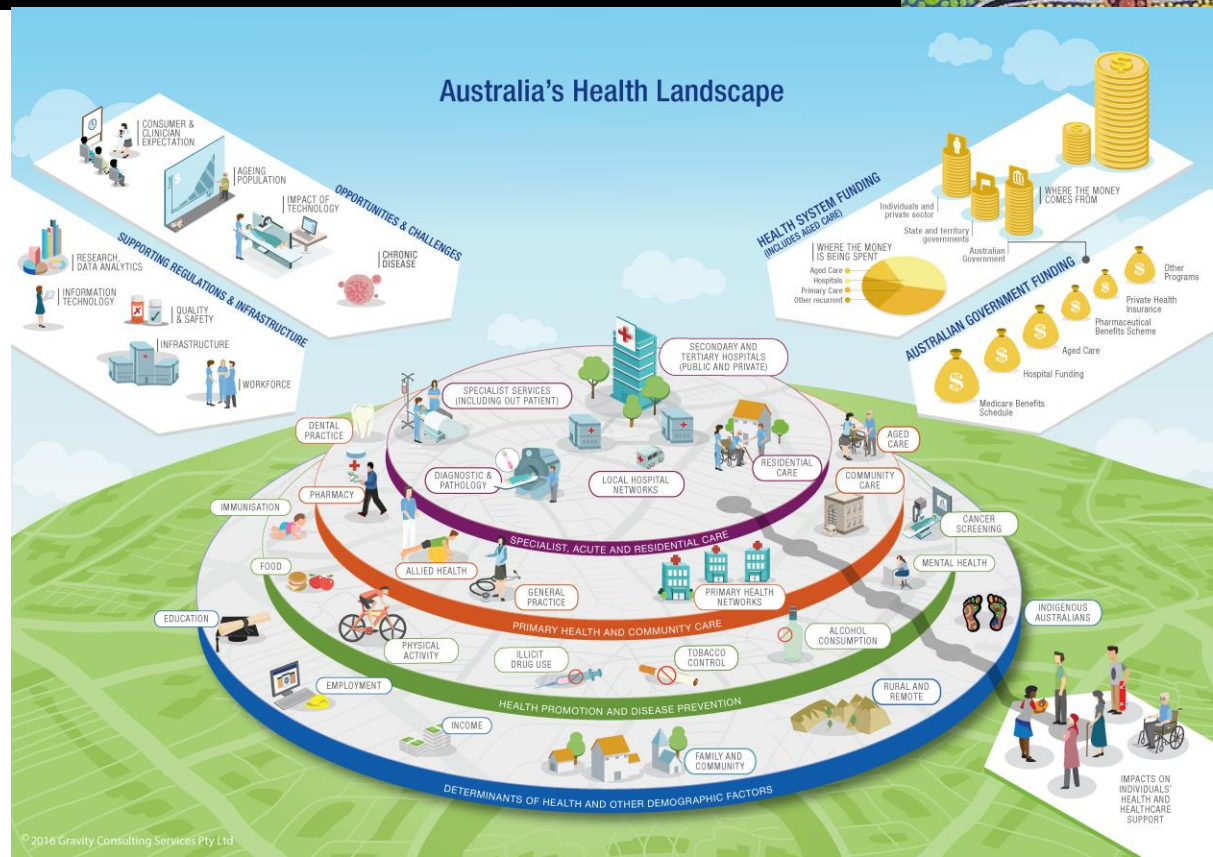 Australia's Health Landscape
CONSUMER &
CLINICIAN
EXPECTATION
AGEING
POPULATION
IMPACT OF
TECHNOLOGY
CHRONIC
DISEASE
OPPORTUNITIES & CHALLENGES
RESEARCH,
DATA ANALYTICS
INFORMATION
TECHNOLOGY
QUALITY
& SAFETY
INFRASTRUCTURE
WORKFORCE
SUPPORTING REGULATIONS & INFRASTRUCTURE
HEALTH SYSTEM FUNDING
(INCLUDES AGED CARE)
WHERE THE MONEY
COMES FROM
Individuals and
private sector
State and territory
governments
Australian
Government
WHERE THE MONEY
IS BEING SPENT
Aged Care
Hospitals
Primary Care
Other recurrent
AUSTRALIAN GOVERNMENT FUNDING
Other
Programs
Private Health
Insurance
Pharmaceutical
Benefits Scheme
Aged Care
Hospital Funding
Medicare Benefits
Schedule
SECONDARY AND
TERTIARY HOSPITALS
(PUBLIC AND PRIVATE)
SPECIALIST SERVICES
(INCLUDING OUT PATIENT)
DIAGNOSTIC &
PATHOLOGY
LOCAL HOSPITAL
NETWORKS
RESIDENTIAL
CARE
SPECIALIST, ACUTE AND RESIDENTIAL CARE
DENTAL
PRACTICE
PHARMACY
ALLIED HEALTH
GENERAL
PRACTICE
PRIMARY HEALTH
NETWORKS
COMMUNITY
CARE
AGED
CARE
PRIMARY HEALTH AND COMMUNITY CARE
IMMUNISATION
FOOD
PHYSICAL
ACTIVITY
ILLICIT
DRUG USE
TOBACCO
CONTROL
ALCOHOL
CONSUMPTION
MENTAL HEALTH
CANCER
SCREENING
HEALTH PROMOTION AND DISEASE PREVENTION
EDUCATION
EMPLOYMENT
INCOME
FAMILY AND
COMMUNITY
RURAL AND
REMOTE
INDIGENOUS
AUSTRALIANS
DETERMINANTS OF HEALTH AND OTHER DEMOGRAPHIC FACTORS
IMPACTS ON
INDIVIDUALS'
HEALTH AND
HEALTHCARE
SUPPORT
© 2016 Gravity Consulting Services Pty Ltd